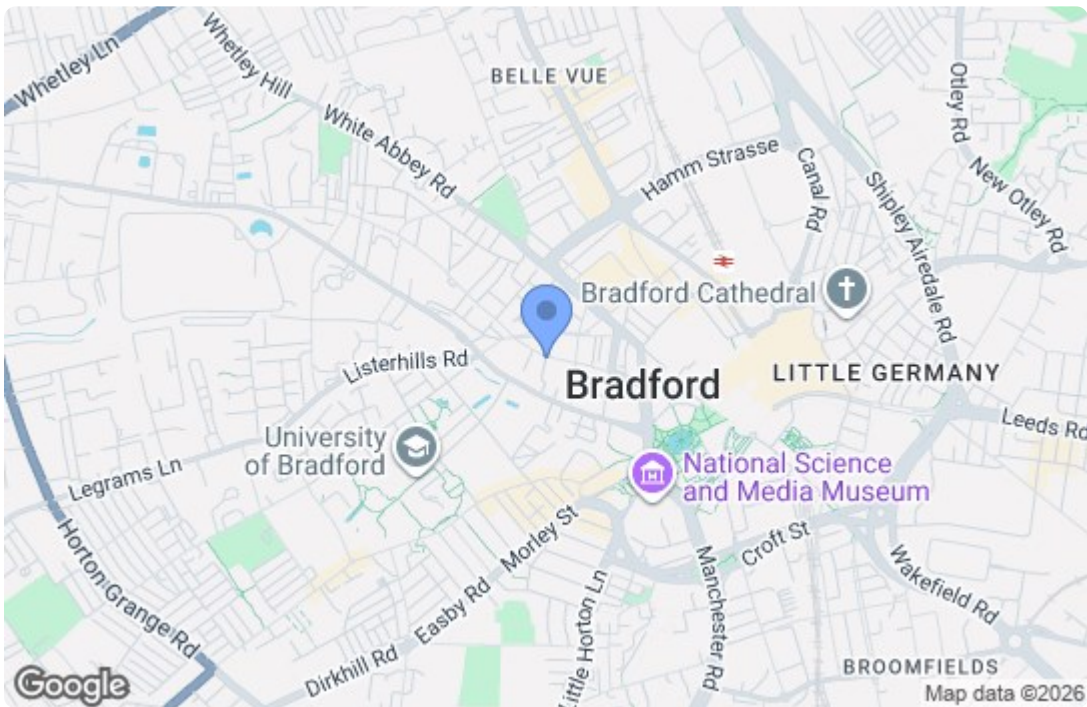 Whetley Ln
Whetley Hill
BELLE VUE
Otley Rd
White Abbey Rd
Hamm Strasse
Canal Rd
New Otley Rd
Shipley Airedale Rd
Bradford Cathedral
Listerhills Rd
Bradford
LITTLE GERMANY
Leeds Rd
University
of Bradford
Legrams Ln
National Science
and Media Museum
Horton Grange Rd
Morley St
Croft St
Easby Rd
Manchester Rd
Wakefield Rd
Little Horton Ln
Dirkhill Rd
BROOMFIELDS
Google
Map data ©2026